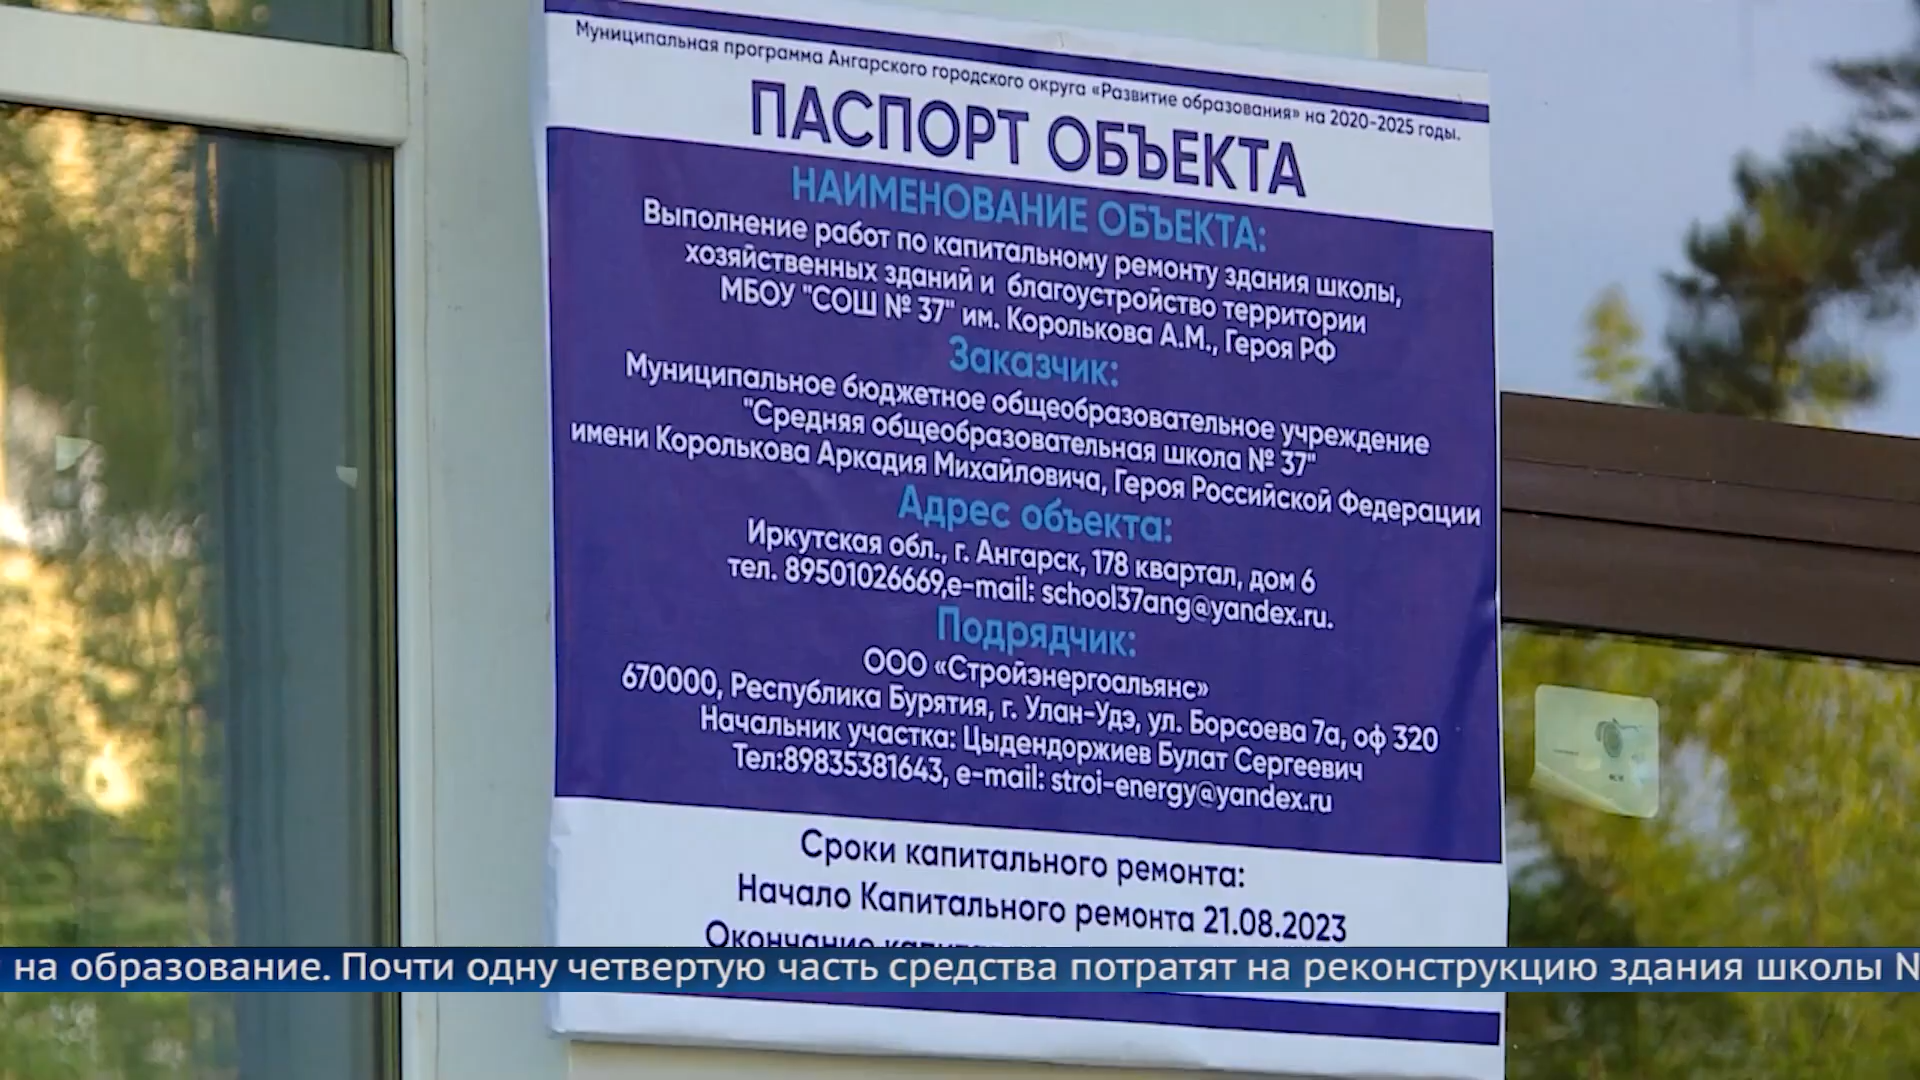 Муниципальная программа Ангарского городского округа «Развитие образования» на 2020-2025 годы.
ПАСПОРТ ОБЪЕКТА
НАИМЕНОВАНИЕ ОБЪЕКТА:
Выполнение работ по капитальному ремонту здания школы,
хозяйственных зданий и благоустройство территории
МБОУ "СОШ № 37" им. Королькова А.М., Героя РФ
Заказчик:
Муниципальное бюджетное общеобразовательное учреждение
"Средняя общеобразовательная школа № 37"
имени Королькова Аркадия Михайловича, Героя Российской Федерации
Адрес объекта:
Иркутская обл., г. Ангарск, 178 квартал, дом 6
тел. 89501026669,e-mail: school37ang@yandex.ru.
Подрядчик:
ООО «Стройэнергоальянс»
670000, Республика Бурятия, г. Улан-Удэ, ул. Борсоева 7а, оф 320
Начальник участка: Цыдендоржиев Булат Сергеевич
Тел:89835381643, e-mail: stroi-energy@yandex.ru
Сроки капитального ремонта:
Начало Капитального ремонта 21.08.2023
Окончание
на образование. Почти одну четвертую часть средства потратят на реконструкцию здания школы